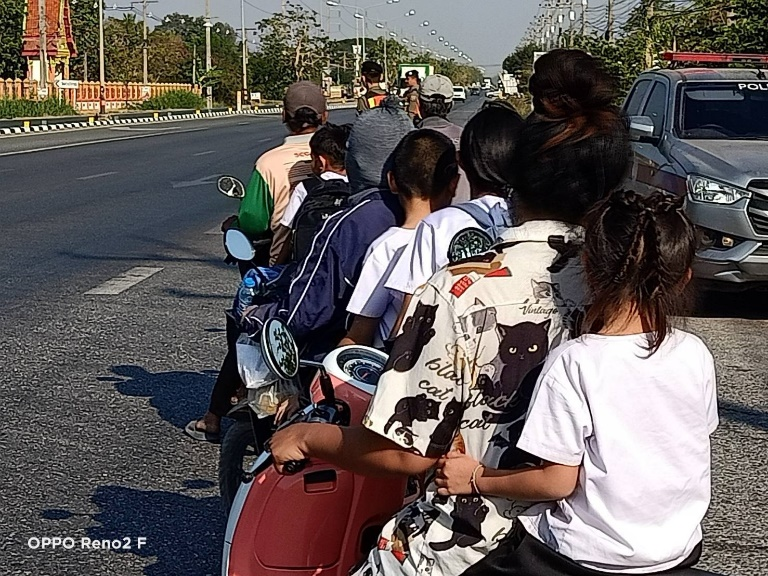 POL
Vintage
black
cat black
cat
OPPO Reno2 F